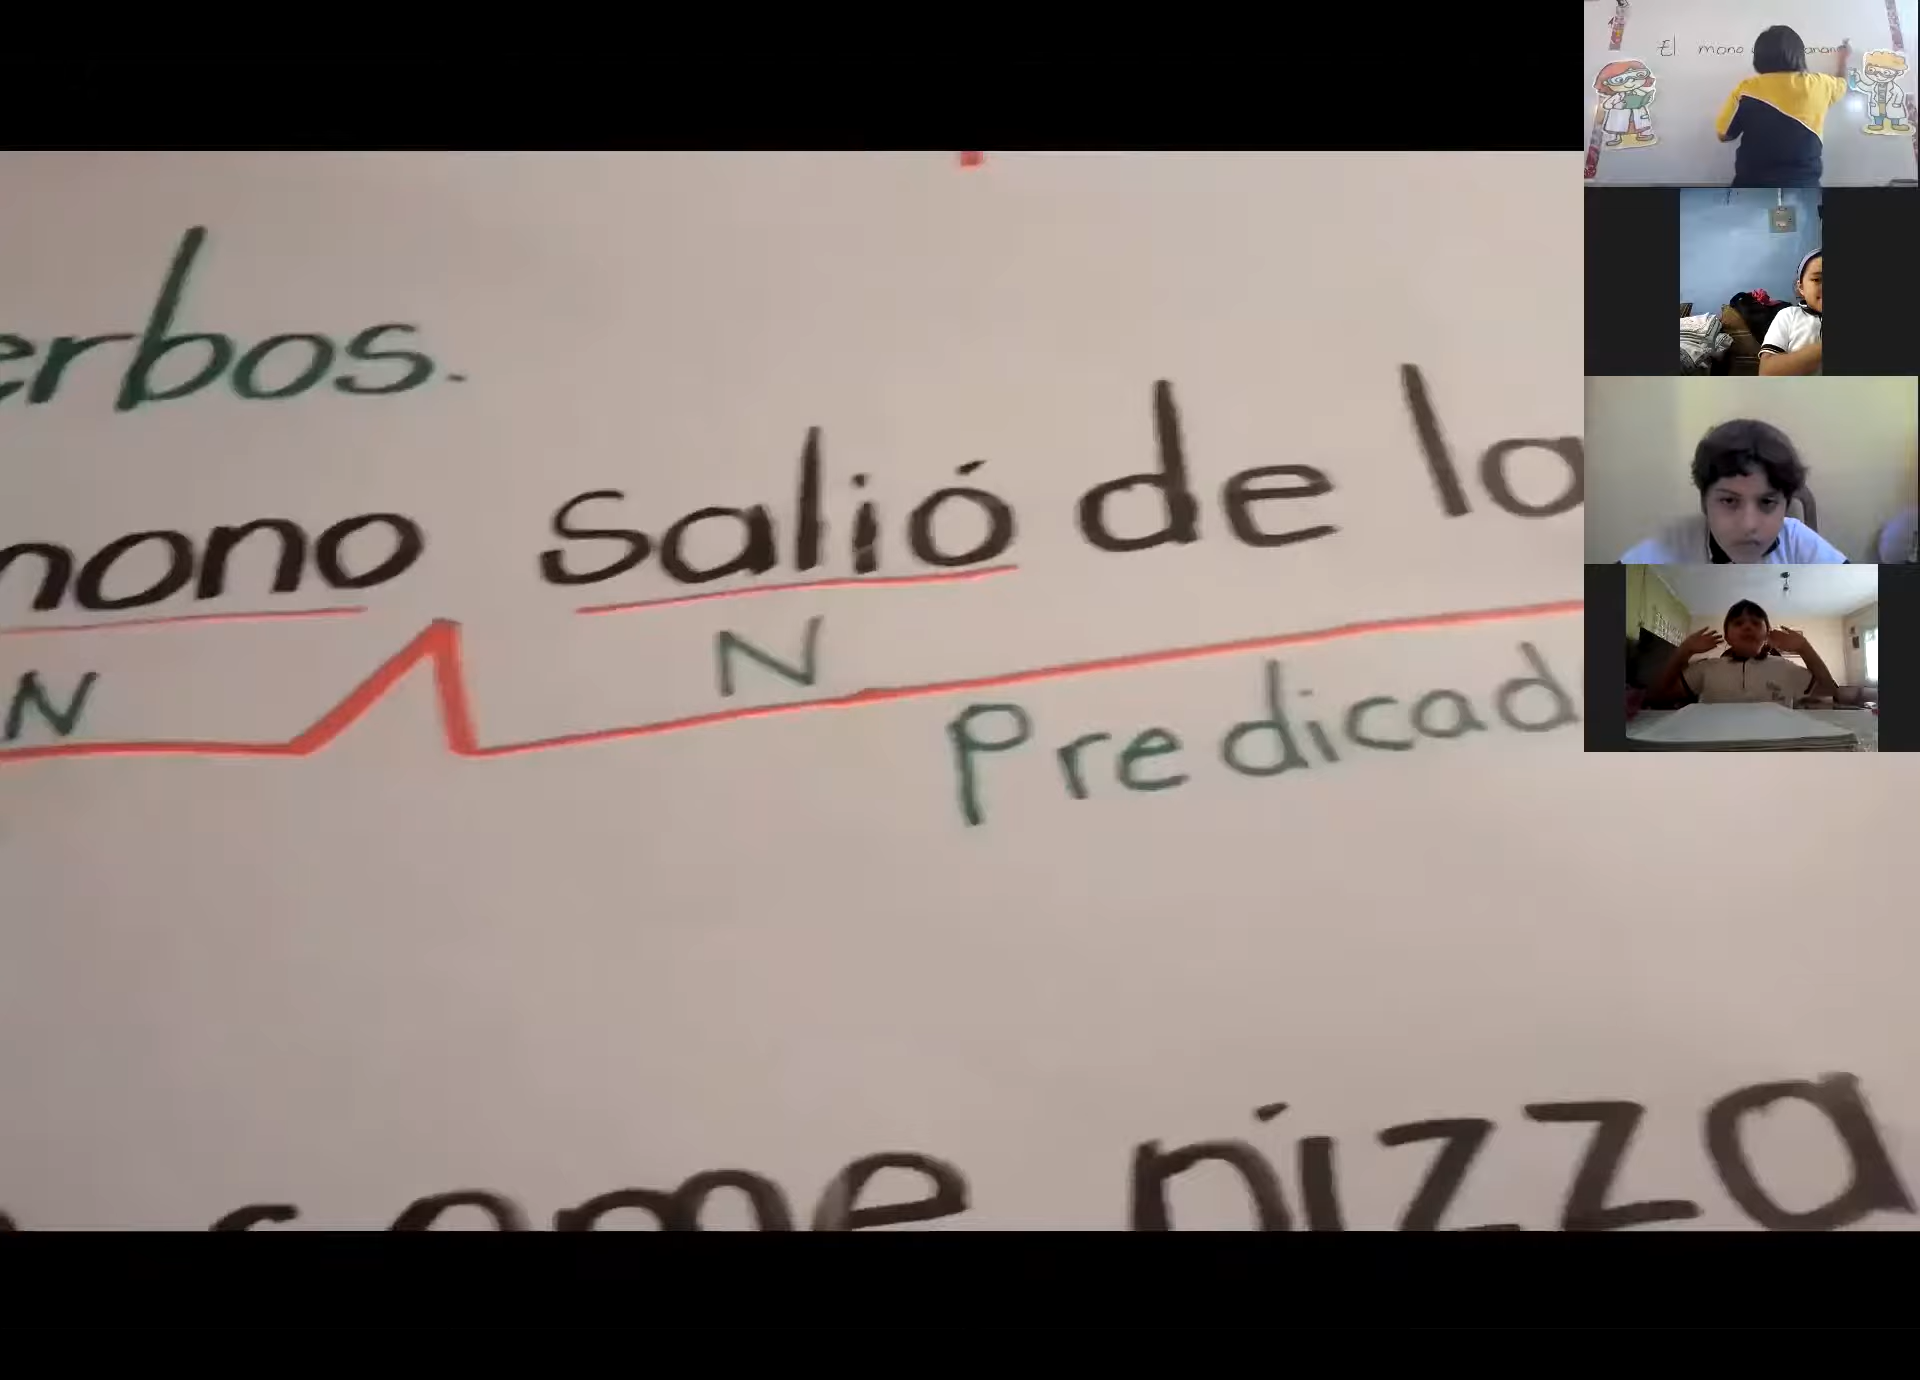 erbos.
mono salió de la
N N
Predicad
come pizza
El mono